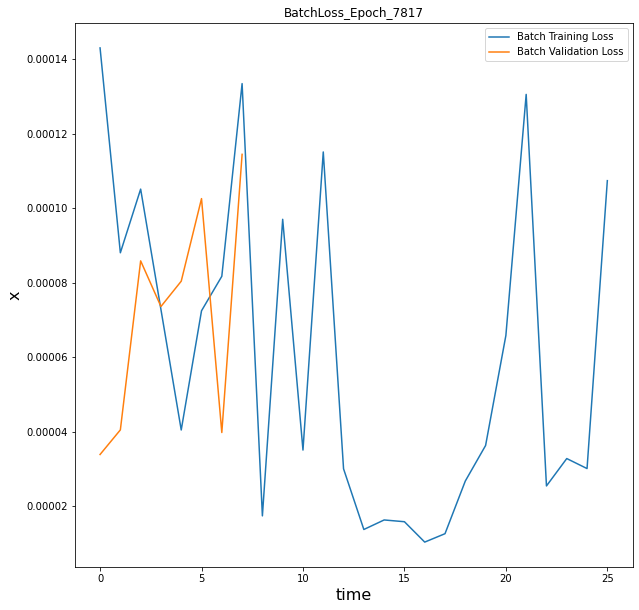 BatchLoss_Epoch_7817
Batch Training Loss
Batch Validation Loss
0.00014
0.00012
0.00010
0.00008
0.00006
0.00004
0.00002
x
0 5 10 15 20 25
time